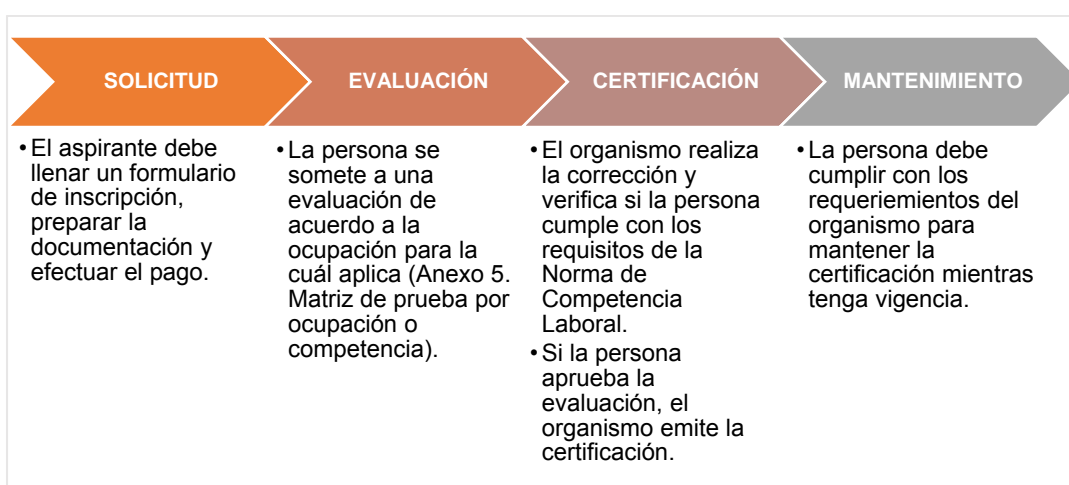 SOLICITUD
• El aspirante debe
llenar un formulario
de inscripción,
preparar la
documentación y
efectuar el pago.
EVALUACIÓN
• La persona se
somete a una
evaluación de
acuerdo a la
ocupación para la
cuál aplica (Anexo 5.
Matriz de prueba por
ocupación o
competencia).
CERTIFICACIÓN
• El organismo realiza
la corrección y
verifica si la persona
cumple con los
requisitos de la
Norma de
Competencia
Laboral.
• Si la persona
aprueba la
evaluación, el
organismo emite la
certificación.
MANTENIMIENTO
• La persona debe
cumplir con los
requeriemientos del
organismo para
mantener la
certificación mientras
tenga vigencia.